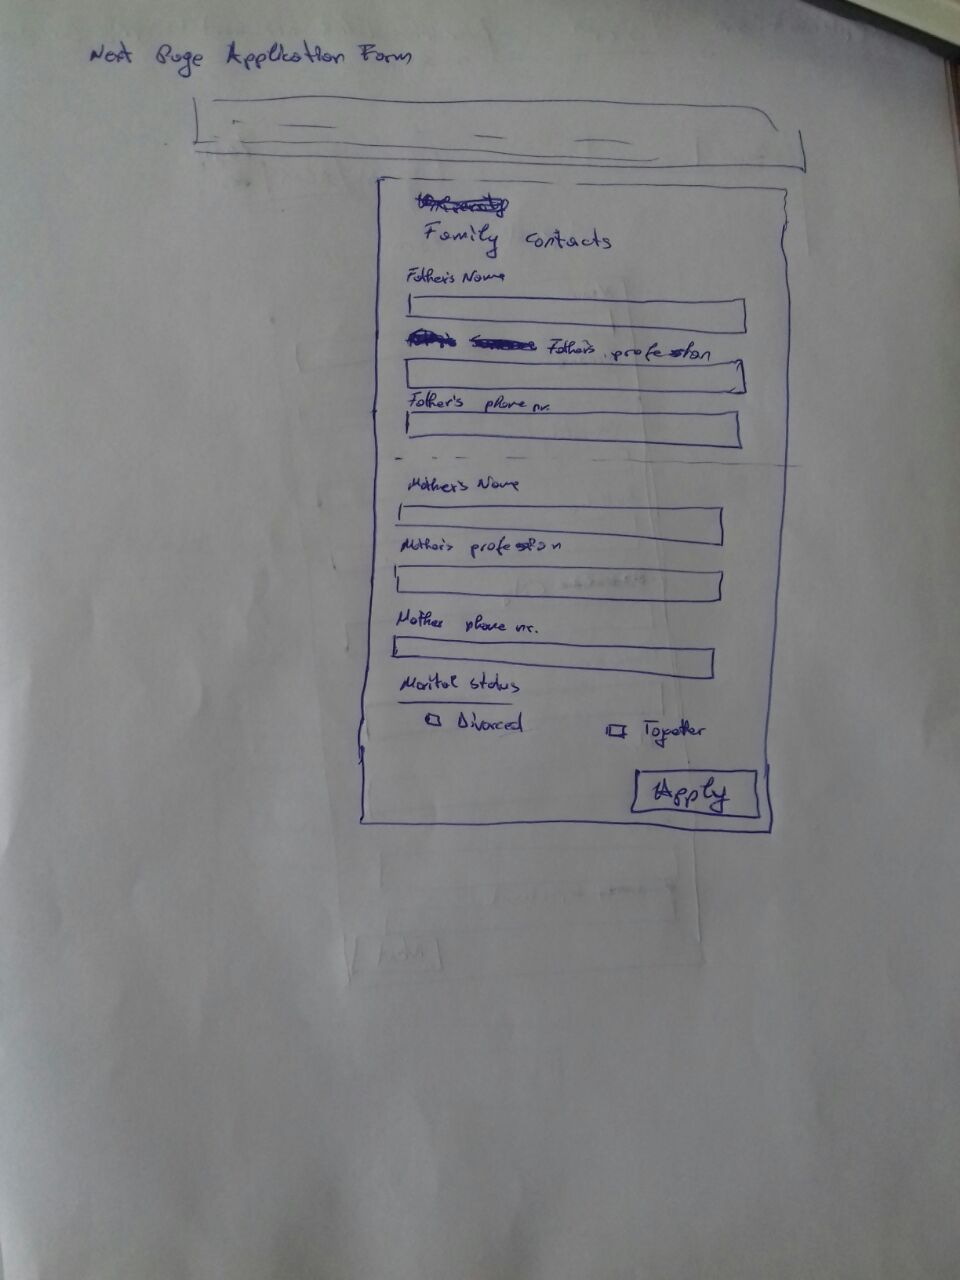 Next Page Application Form
Family contacts
Father's Name
Father's profession
Father's phone nr.
Mother's Name
Mother's profession
Mother phone nr.
Marital status
Divorced
Together
Apply